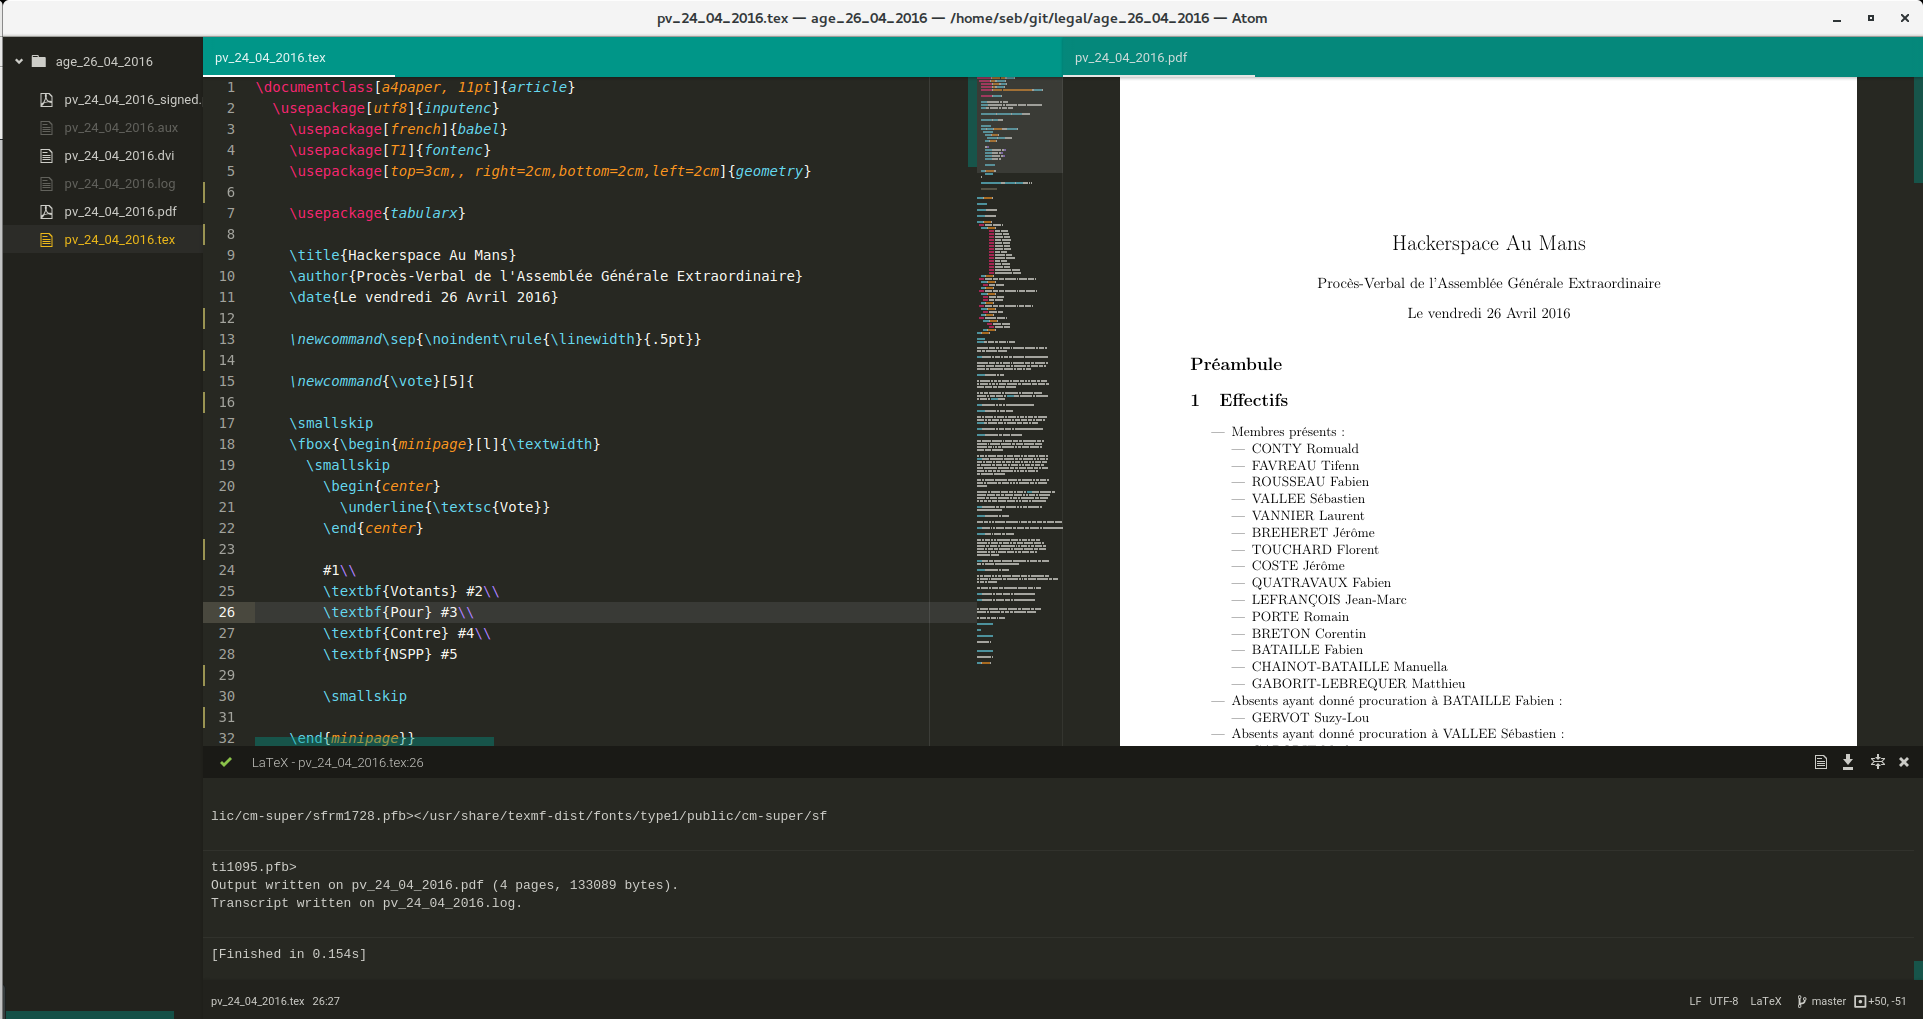 pv_24_04_2016.tex — age_26_04_2016 — /home/seb/git/legal/age_26_04_2016 — Atom
age_26_04_2016
pv_24_04_2016_signed.
pv_24_04_2016.aux
pv_24_04_2016.dvi
pv_24_04_2016.log
pv_24_04_2016.pdf
pv_24_04_2016.tex
pv_24_04_2016.tex
1 \documentclass[a4paper, 11pt]{article}
2 \usepackage[utf8]{inputenc}
3 \usepackage[french]{babel}
4 \usepackage[T1]{fontenc}
5 \usepackage[top=3cm,, right=2cm,bottom=2cm,left=2cm]{geometry}
6
7 \usepackage{tabularx}
8
9 \title{Hackerspace Au Mans}
10 \author{Procès-Verbal de l'Assemblée Générale Extraordinaire}
11 \date{Le vendredi 26 Avril 2016}
12
13 \newcommand\sep{\noindent\rule{\linewidth}{.5pt}}
14
15 \newcommand{\vote}[5]{
16
17 \smallskip
18 \fbox{\begin{minipage}[l]{\textwidth}
19 \smallskip
20 \begin{center}
21 \underline{\textsc{Vote}}
22 \end{center}
23
24 #1\\
25 \textbf{Votants} #2\\
26 \textbf{Pour} #3\\
27 \textbf{Contre} #4\\
28 \textbf{NSPP} #5
29
30 \smallskip
31
32 \end{minipage}}
pv_24_04_2016.pdf
Hackerspace Au Mans
Procès-Verbal de l'Assemblée Générale Extraordinaire
Le vendredi 26 Avril 2016
Préambule
1 Effectifs
— Membres présents :
— CONTY Romuald
— FAVREAU Tifenn
— ROUSSEAU Fabien
— VALLEE Sébastien
— VANNIER Laurent
— BREHERET Jérôme
— TOUCHARD Florent
— COSTE Jérôme
— QUATRAVAUX Fabien
— LEFRANÇOIS Jean-Marc
— PORTE Romain
— BRETON Corentin
— BATAILLE Fabien
— CHAINOT-BATAILLE Manuella
— GABORIT-LEBREQUER Matthieu
— Absents ayant donné procuration à BATAILLE Fabien :
— GERVOT Suzy-Lou
— Absents ayant donné procuration à VALLEE Sébastien :
LaTeX - pv_24_04_2016.tex:26
lic/cm-super/sfrm1728.pfb></usr/share/texmf-dist/fonts/type1/public/cm-super/sf
ti1095.pfb>
Output written on pv_24_04_2016.pdf (4 pages, 133089 bytes).
Transcript written on pv_24_04_2016.log.
[Finished in 0.154s]
pv_24_04_2016.tex 26:27
LF UTF-8 LaTeX master +50, -51